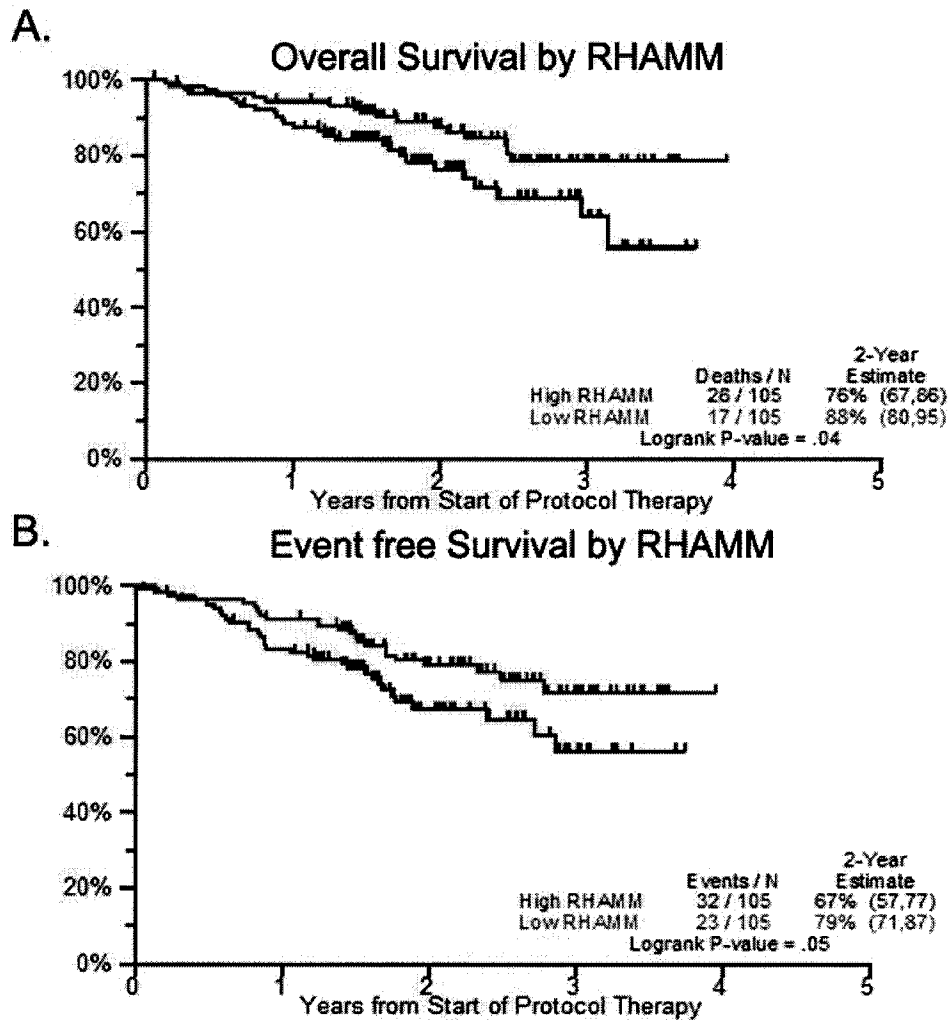 A.
Overall Survival by RHAMM
100%
80%
60%
40%
20%
0%
2-Year
Deaths / N Estimate
High RHAMM 26 / 105 76% (67,86)
Low RHAMM 17 / 105 88% (80,95)
Logrank P-value = .04
0 1 2 3 4 5
Years from Start of Protocol Therapy
B.
Event free Survival by RHAMM
100%
80%
60%
40%
20%
0%
2-Year
Events / N Estimate
High RHAMM 32 / 105 67% (57,77)
Low RHAMM 23 / 105 79% (71,87)
Logrank P-value = .05
0 1 2 3 4 5
Years from Start of Protocol Therapy